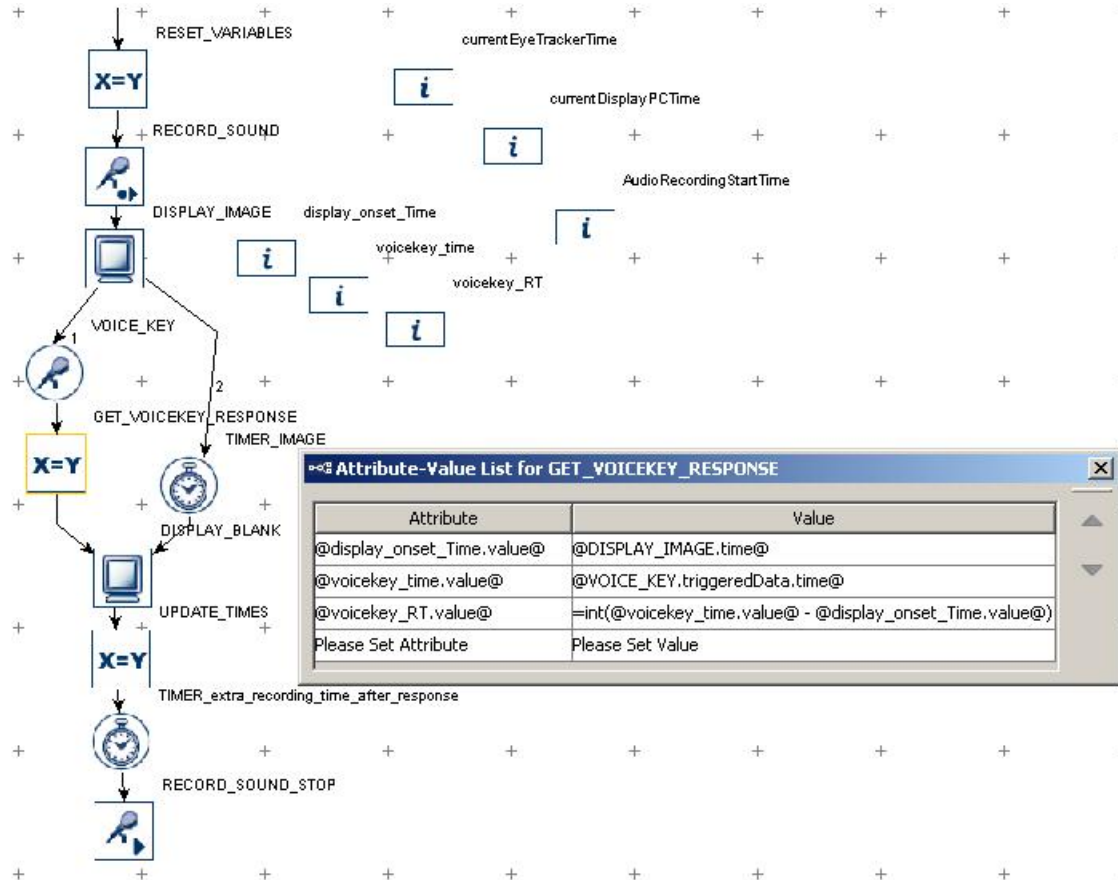 RESET_VARIABLES
currentEyeTrackerTime
X=Y
i
currentDisplayPCTime
RECORD_SOUND
i
AudioRecordingStartTime
DISPLAY_IMAGE
display_onset_Time
i
voicekey_time
i
voicekey_RT
i
VOICE_KEY
i
1
2
GET_VOICEKEY_RESPONSE
TIMER_IMAGE
X=Y
Attribute-Value List for GET_VOICEKEY_RESPONSE
Attribute Value
@display_onset_Time.value@ @DISPLAY_IMAGE.time@
@voicekey_time.value@ @VOICE_KEY.triggeredData.time@
@voicekey_RT.value@ =int(@voicekey_time.value@ - @display_onset_Time.value@)
Please Set Attribute Please Set Value
DISPLAY_BLANK
UPDATE_TIMES
X=Y
TIMER_extra_recording_time_after_response
RECORD_SOUND_STOP